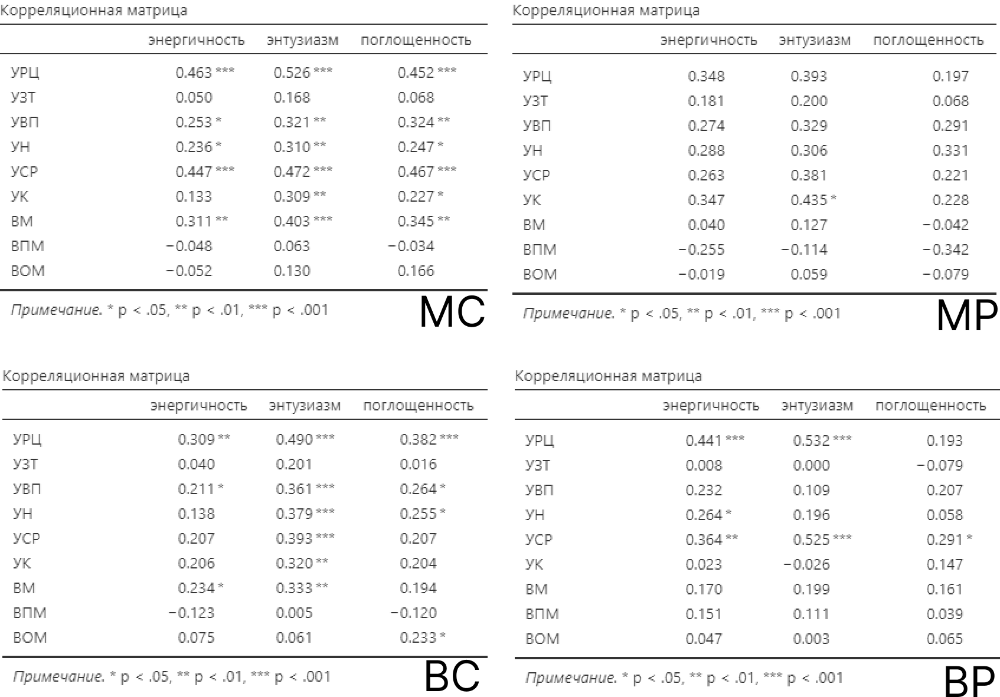 Корреляционная матрица
энергичность энтузиазм поглощенность
УРЦ 0.463 *** 0.526 *** 0.452 ***
УЗТ 0.050 0.168 0.068
УВП 0.253 * 0.321 ** 0.324 **
УН 0.236 * 0.310 ** 0.247 *
УСР 0.447 *** 0.472 *** 0.467 ***
УК 0.133 0.309 ** 0.227 *
ВМ 0.311 ** 0.403 *** 0.345 **
ВПМ −0.048 0.063 −0.034
ВОМ −0.052 0.130 0.166
Примечание. * p < .05, ** p < .01, *** p < .001
МС
Корреляционная матрица
энергичность энтузиазм поглощенность
УРЦ 0.348 0.393 0.197
УЗТ 0.181 0.200 0.068
УВП 0.274 0.329 0.291
УН 0.288 0.306 0.331
УСР 0.263 0.381 0.221
УК 0.347 0.435 * 0.228
ВМ 0.040 0.127 −0.042
ВПМ −0.255 −0.114 −0.342
ВОМ −0.019 0.059 −0.079
Примечание. * p < .05, ** p < .01, *** p < .001
МР
Корреляционная матрица
энергичность энтузиазм поглощенность
УРЦ 0.309 ** 0.490 *** 0.382 ***
УЗТ 0.040 0.201 0.016
УВП 0.211 * 0.361 *** 0.264 *
УН 0.138 0.379 *** 0.255 *
УСР 0.207 0.393 *** 0.207
УК 0.206 0.320 ** 0.204
ВМ 0.234 * 0.333 ** 0.194
ВПМ −0.123 0.005 −0.120
ВОМ 0.075 0.061 0.233 *
Примечание. * p < .05, ** p < .01, *** p < .001
ВС
Корреляционная матрица
энергичность энтузиазм поглощенность
УРЦ 0.441 *** 0.532 *** 0.193
УЗТ 0.008 0.000 −0.079
УВП 0.232 0.109 0.207
УН 0.264 * 0.196 0.058
УСР 0.364 ** 0.525 *** 0.291 *
УК 0.023 −0.026 0.147
ВМ 0.170 0.199 0.161
ВПМ 0.151 0.111 0.039
ВОМ 0.047 0.003 0.065
Примечание. * p < .05, ** p < .01, *** p < .001
ВР